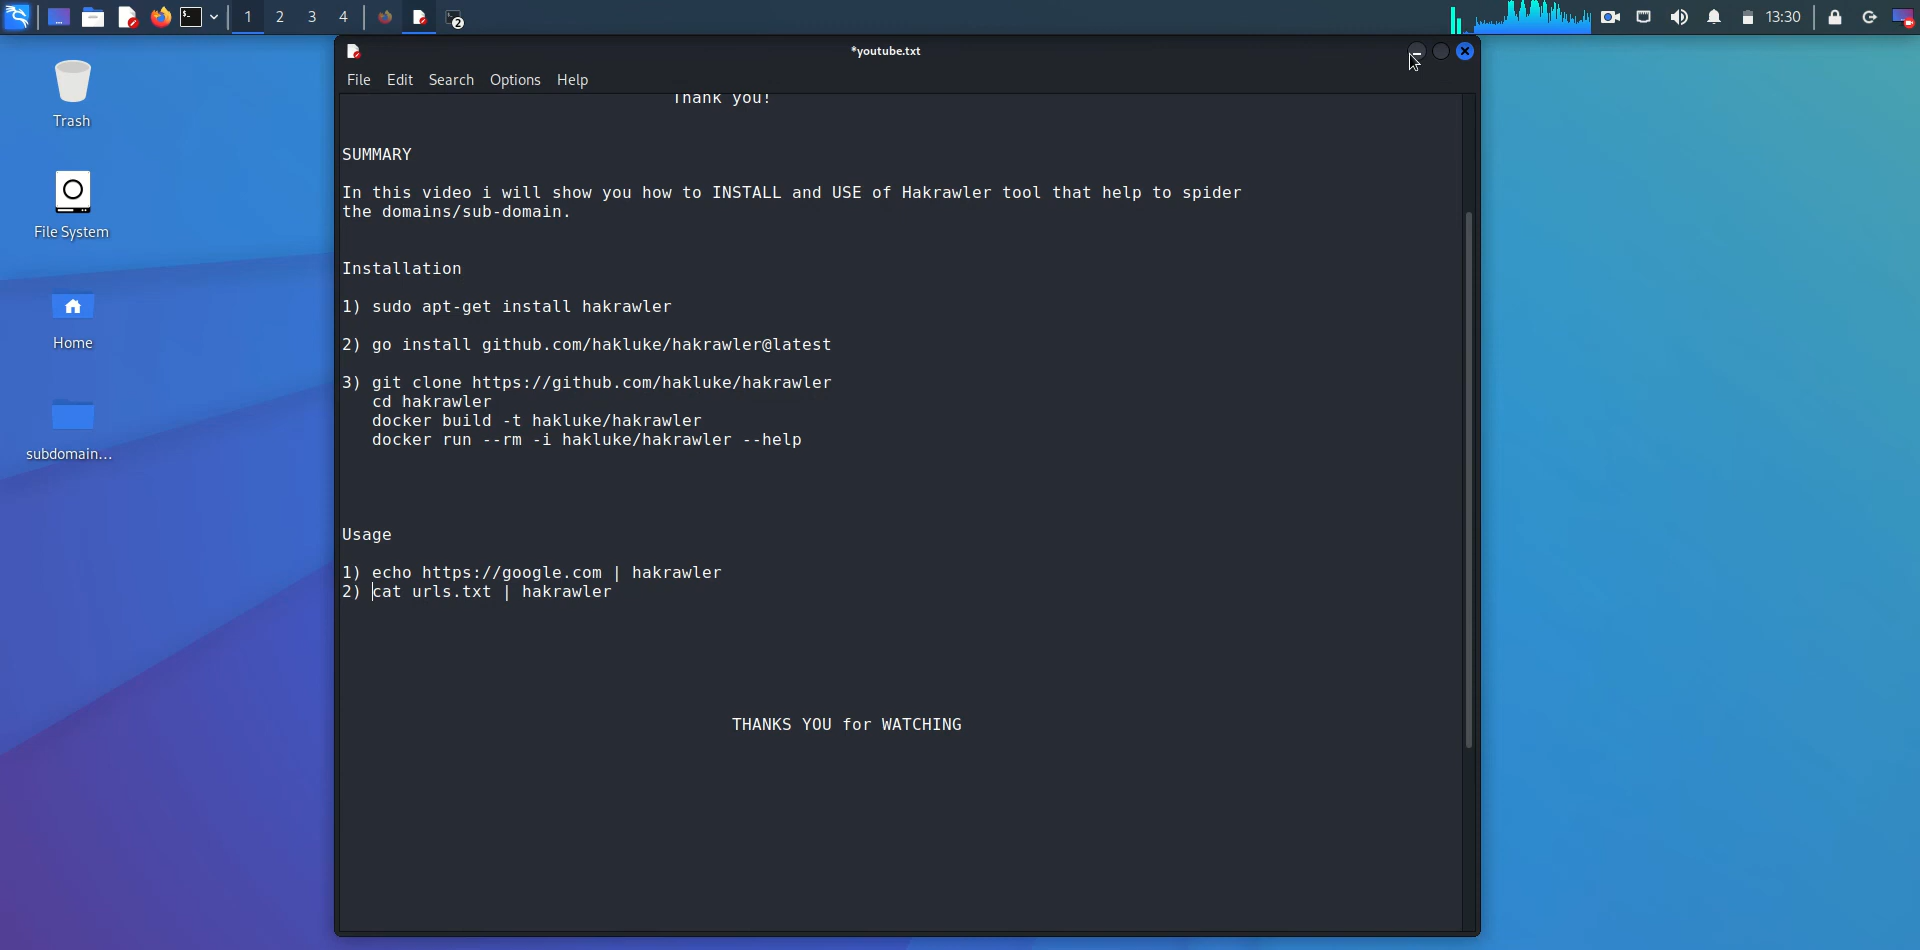 1 2 3 4
2
13:30
*youtube.txt
File Edit Search Options Help
Thank you!
Trash
SUMMARY
In this video i will show you how to INSTALL and USE of Hakrawler tool that help to spider
the domains/sub-domain.
File System
Installation
1) sudo apt-get install hakrawler
2) go install github.com/hakluke/hakrawler@latest
Home
3) git clone https://github.com/hakluke/hakrawler
cd hakrawler
docker build -t hakluke/hakrawler
docker run --rm -i hakluke/hakrawler --help
subdomain...
Usage
1) echo https://google.com | hakrawler
2) cat urls.txt | hakrawler
THANKS YOU for WATCHING